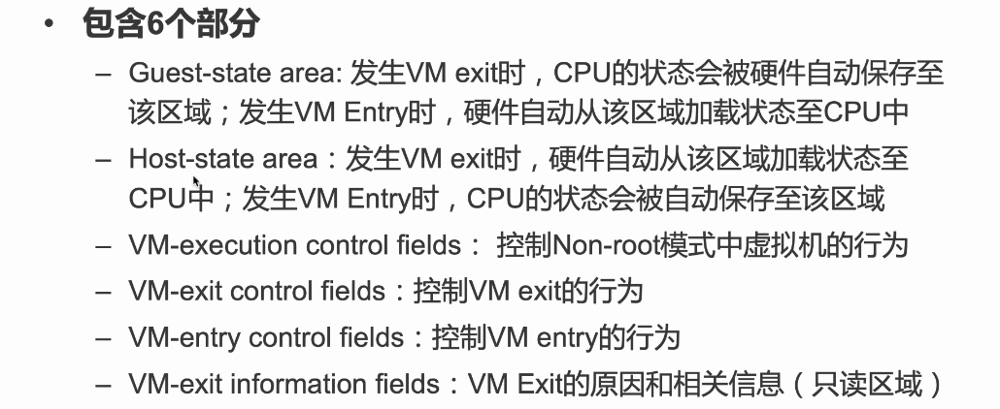 • 包含6个部分
– Guest-state area: 发生VM exit时，CPU的状态会被硬件自动保存至
该区域；发生VM Entry时，硬件自动从该区域加载状态至CPU中
– Host-state area：发生VM exit时，硬件自动从该区域加载状态至
CPU中；发生VM Entry时，CPU的状态会被自动保存至该区域
– VM-execution control fields： 控制Non-root模式中虚拟机的行为
– VM-exit control fields：控制VM exit的行为
– VM-entry control fields：控制VM entry的行为
– VM-exit information fields：VM Exit的原因和相关信息（只读区域）